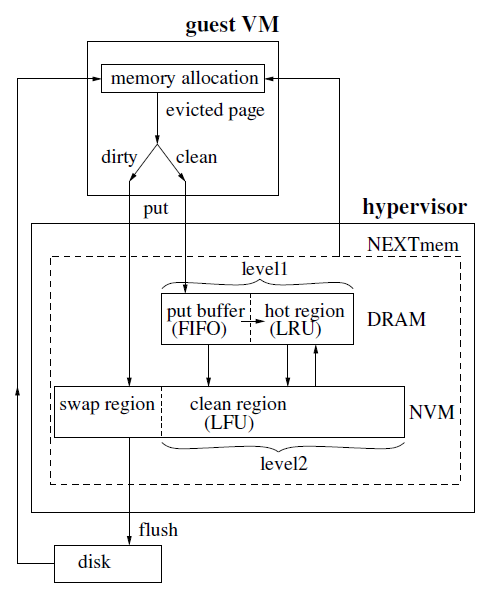 guest VM
memory allocation
evicted page
dirty
clean
put
hypervisor
NEXTmem
level1
put buffer
(FIFO)
hot region
(LRU)
DRAM
swap region
clean region
(LFU)
NVM
level2
flush
disk